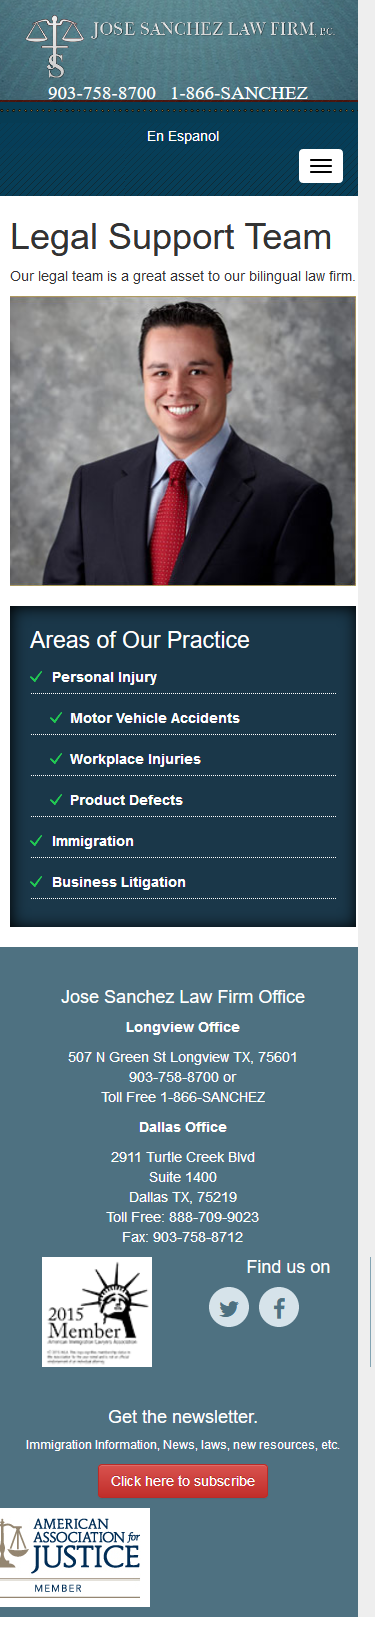 JOSE SANCHEZ LAW FIRM, P.C.
903-758-8700 1-866-SANCHEZ
En Espanol
Legal Support Team
Our legal team is a great asset to our bilingual law firm.
Areas of Our Practice
Personal Injury
Motor Vehicle Accidents
Workplace Injuries
Product Defects
Immigration
Business Litigation
Jose Sanchez Law Firm Office
Longview Office
507 N Green St Longview TX, 75601
903-758-8700 or
Toll Free 1-866-SANCHEZ
Dallas Office
2911 Turtle Creek Blvd
Suite 1400
Dallas TX, 75219
Toll Free: 888-709-9023
Fax: 903-758-8712
2015
Member
American Immigration Lawyers Association
Find us on
Get the newsletter.
Immigration Information, News, laws, new resources, etc.
Click here to subscribe
AMERICAN
ASSOCIATION for
JUSTICE
MEMBER